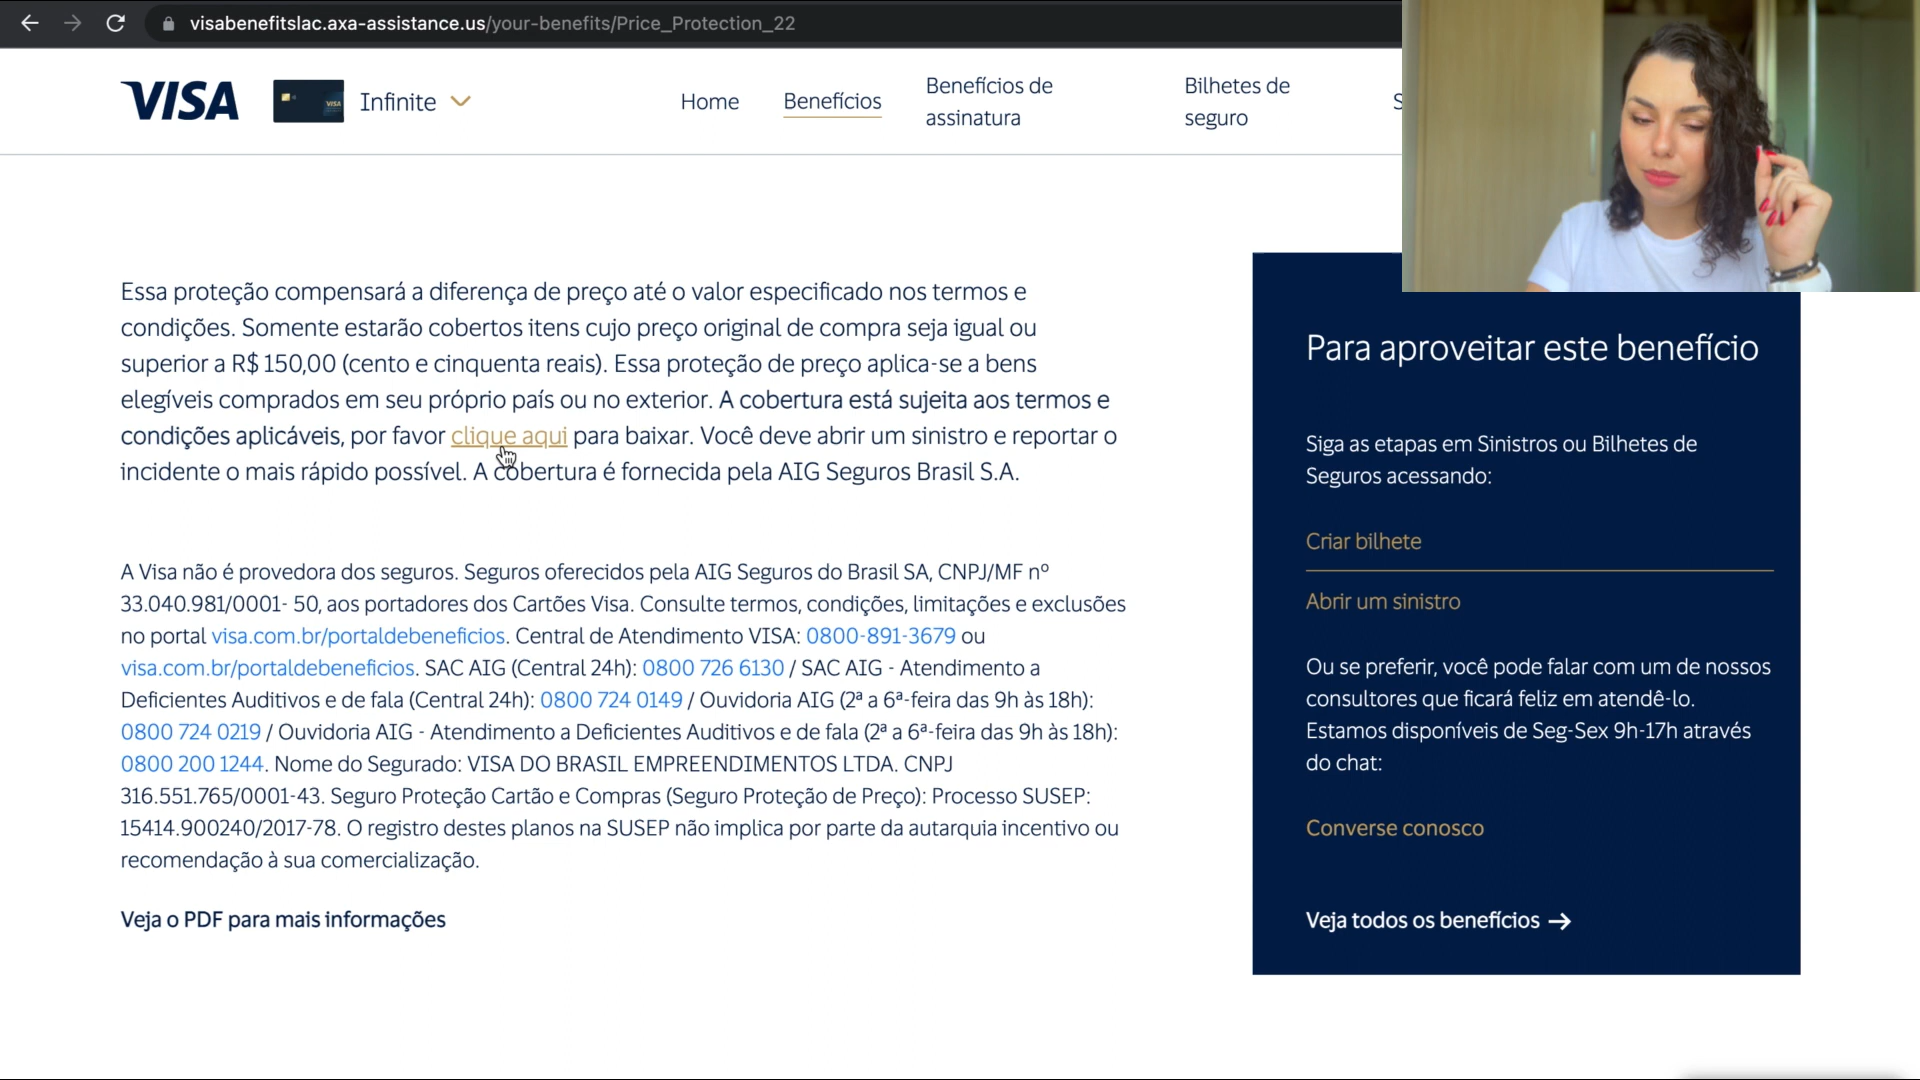 visabenefitslac.axa-assistance.us/your-benefits/Price_Protection_22
VISA
VISA
Infinite
Home
Benefícios
Benefícios de
assinatura
Bilhetes de
seguro
S
Essa proteção compensará a diferença de preço até o valor especificado nos termos e
condições. Somente estarão cobertos itens cujo preço original de compra seja igual ou
superior a R$ 150,00 (cento e cinquenta reais). Essa proteção de preço aplica-se a bens
elegíveis comprados em seu próprio país ou no exterior. A cobertura está sujeita aos termos e
condições aplicáveis, por favor clique aqui para baixar. Você deve abrir um sinistro e reportar o
incidente o mais rápido possível. A cobertura é fornecida pela AIG Seguros Brasil S.A.
A Visa não é provedora dos seguros. Seguros oferecidos pela AIG Seguros do Brasil SA, CNPJ/MF nº
33.040.981/0001- 50, aos portadores dos Cartões Visa. Consulte termos, condições, limitações e exclusões
no portal visa.com.br/portaldebeneficios. Central de Atendimento VISA: 0800-891-3679 ou
visa.com.br/portaldebeneficios. SAC AIG (Central 24h): 0800 726 6130 / SAC AIG - Atendimento a
Deficientes Auditivos e de fala (Central 24h): 0800 724 0149 / Ouvidoria AIG (2ª a 6ª-feira das 9h às 18h):
0800 724 0219 / Ouvidoria AIG - Atendimento a Deficientes Auditivos e de fala (2ª a 6ª-feira das 9h às 18h):
0800 200 1244. Nome do Segurado: VISA DO BRASIL EMPREENDIMENTOS LTDA. CNPJ
316.551.765/0001-43. Seguro Proteção Cartão e Compras (Seguro Proteção de Preço): Processo SUSEP:
15414.900240/2017-78. O registro destes planos na SUSEP não implica por parte da autarquia incentivo ou
recomendação à sua comercialização.
Veja o PDF para mais informações
Para aproveitar este benefício
Siga as etapas em Sinistros ou Bilhetes de
Seguros acessando:
Criar bilhete
Abrir um sinistro
Ou se preferir, você pode falar com um de nossos
consultores que ficará feliz em atendê-lo.
Estamos disponíveis de Seg-Sex 9h-17h através
do chat:
Converse conosco
Veja todos os benefícios